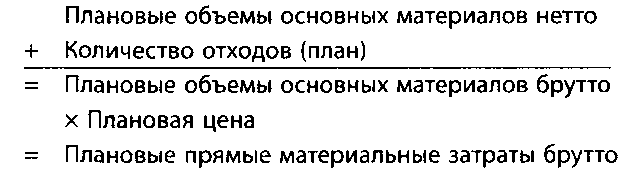 Плановые объемы основных материалов нетто
+ Количество отходов (план)
= Плановые объемы основных материалов брутто
× Плановая цена
= Плановые прямые материальные затраты брутто